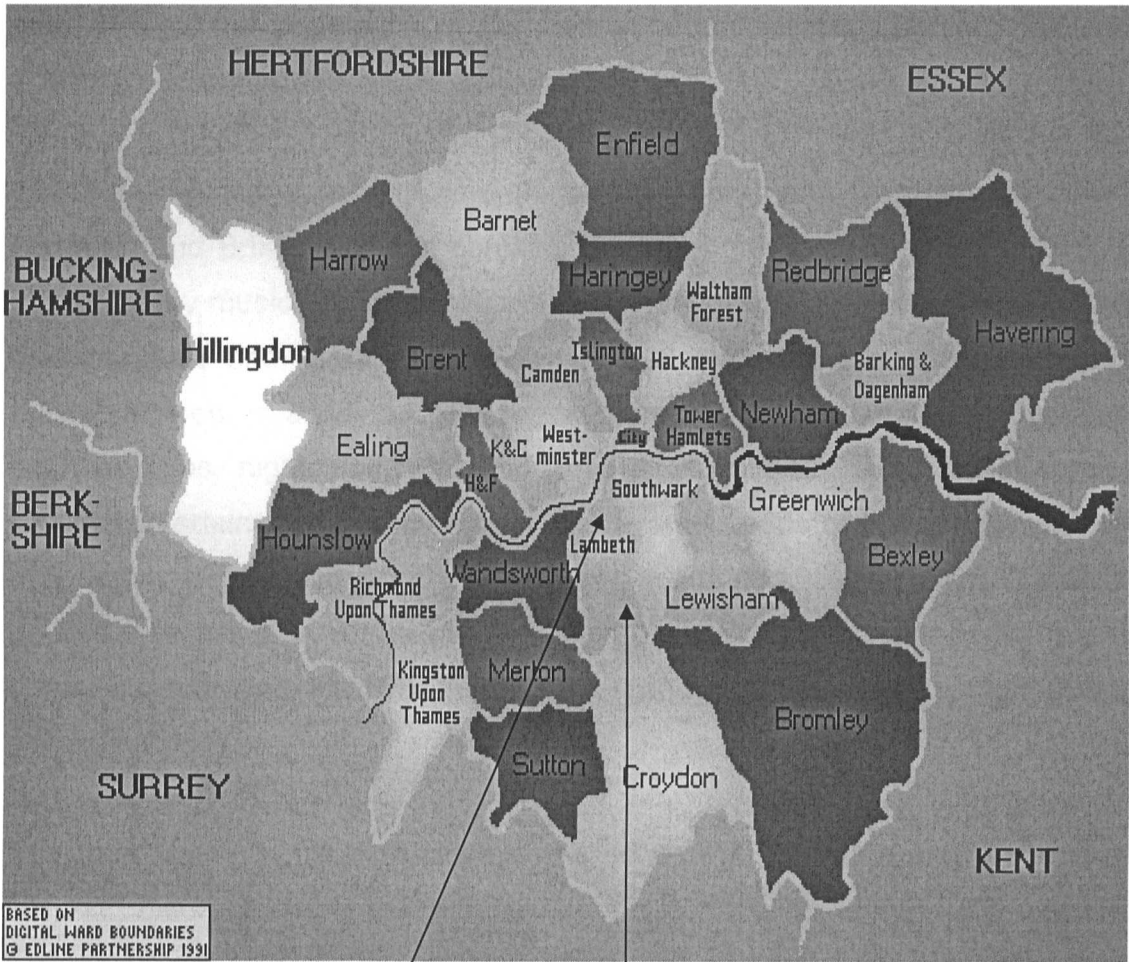 HERTFORDSHIRE
ESSEX
Enfield
Barnet
Harrow
Haringey
Redbridge
Waltham
Forest
BUCKING-
HAMSHIRE
Havering
Hillingdon
Brent
Islington
Hackney
Camden
Barking &
Dagenham
Newham
Tower
Hamlets
Ealing
K&C
West-
minster
City
H&F
Southwark
Greenwich
BERK-
SHIRE
Hounslow
Lambeth
Bexley
Wandsworth
Richmond
Upon Thames
Lewisham
Kingston
Upon
Thames
Merton
Bromley
Sutton
Croydon
SURREY
KENT
BASED ON
DIGITAL WARD BOUNDARIES
© EDLINE PARTNERSHIP 1991